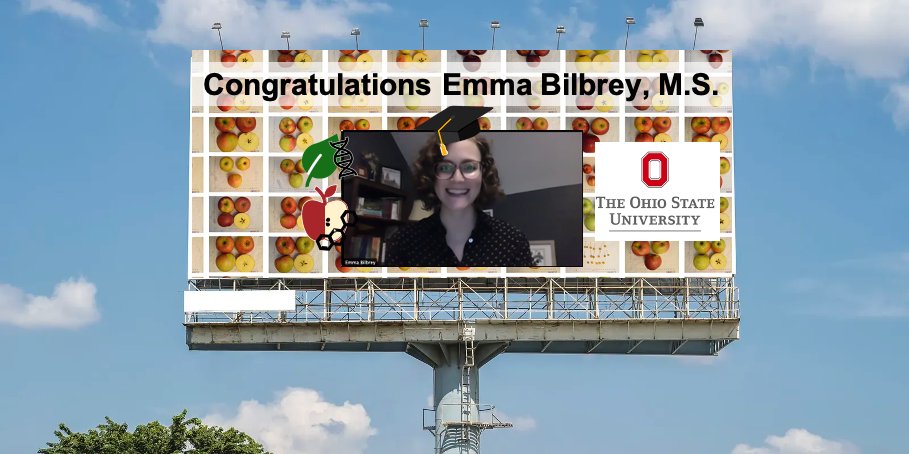 Congratulations Emma Bilbrey, M.S.
Emma Bilbrey
O
THE OHIO STATE
UNIVERSITY